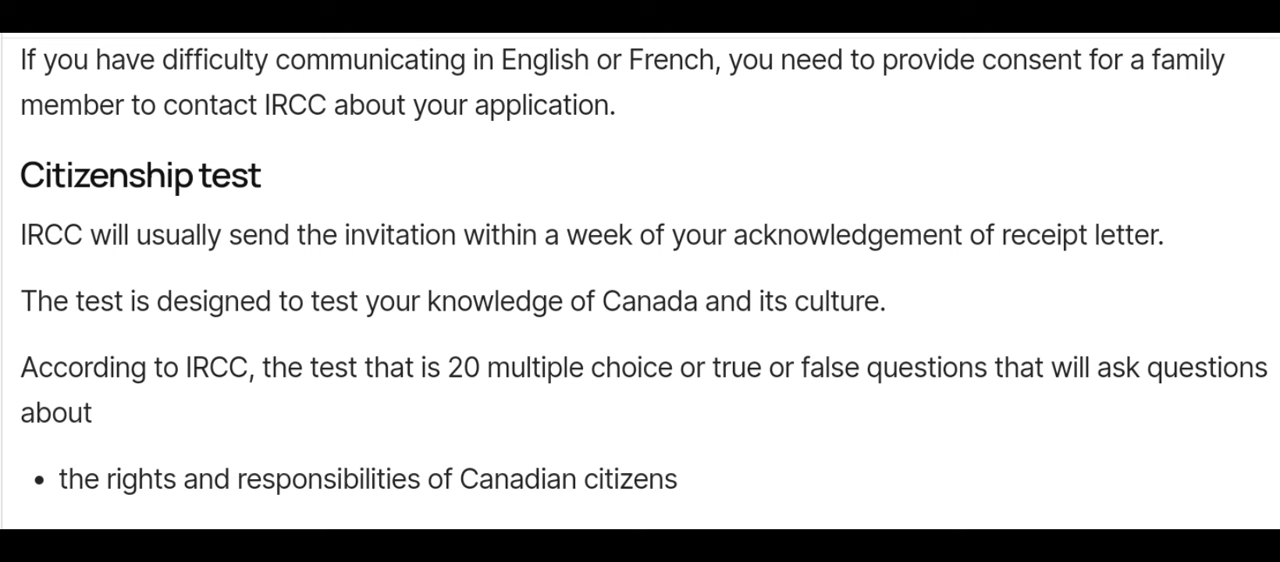 If you have difficulty communicating in English or French, you need to provide consent for a family
member to contact IRCC about your application.
Citizenship test
IRCC will usually send the invitation within a week of your acknowledgement of receipt letter.
The test is designed to test your knowledge of Canada and its culture.
According to IRCC, the test that is 20 multiple choice or true or false questions that will ask questions
about
• the rights and responsibilities of Canadian citizens